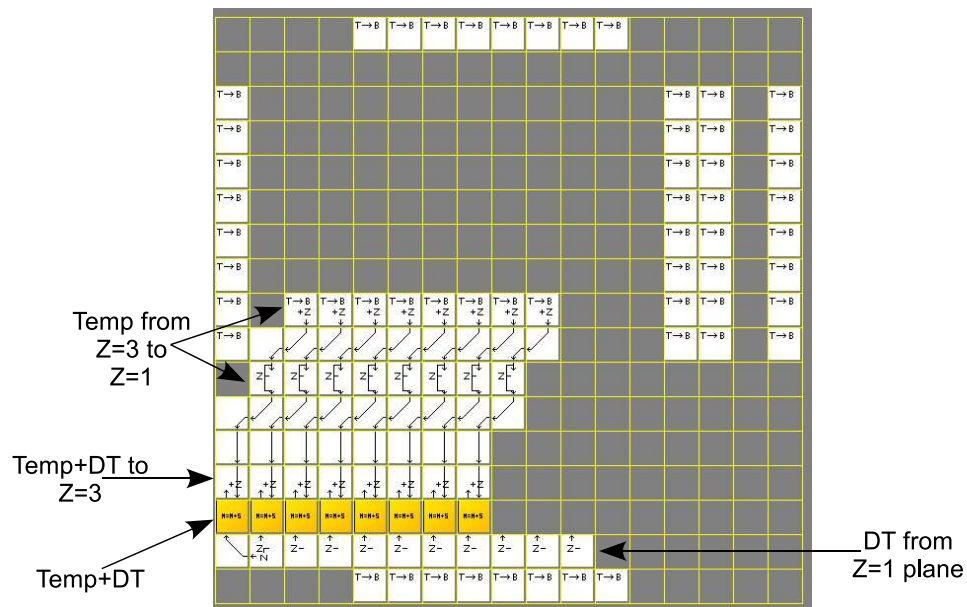 T→B T→B T→B T→B T→B T→B T→B T→B
T→B T→B T→B T→B
T→B T→B T→B T→B
T→B T→B T→B T→B
T→B T→B T→B T→B
T→B T→B T→B T→B
T→B T→B T→B T→B
T→B T→B T→B T→B T→B T→B T→B T→B T→B T→B T→B T→B
+Z +Z +Z +Z +Z +Z +Z +Z
Temp from
Z=3 to
Z=1
T→B T→B T→B T→B
Z Z Z Z Z Z Z Z
Temp+DT to
Z=3
+Z +Z +Z +Z +Z +Z +Z +Z
M=M+S M=M+S M=M+S M=M+S M=M+S M=M+S M=M+S M=M+S
Temp+DT
Z Z- Z- Z- Z- Z- Z- Z- Z- Z-
Z
DT from
Z=1 plane
T→B T→B T→B T→B T→B T→B T→B T→B